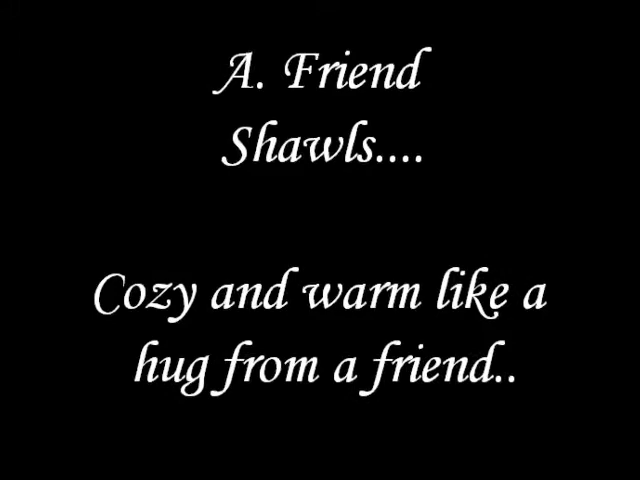 A. Friend
Shawls....
Cozy and warm like a
hug from a friend..